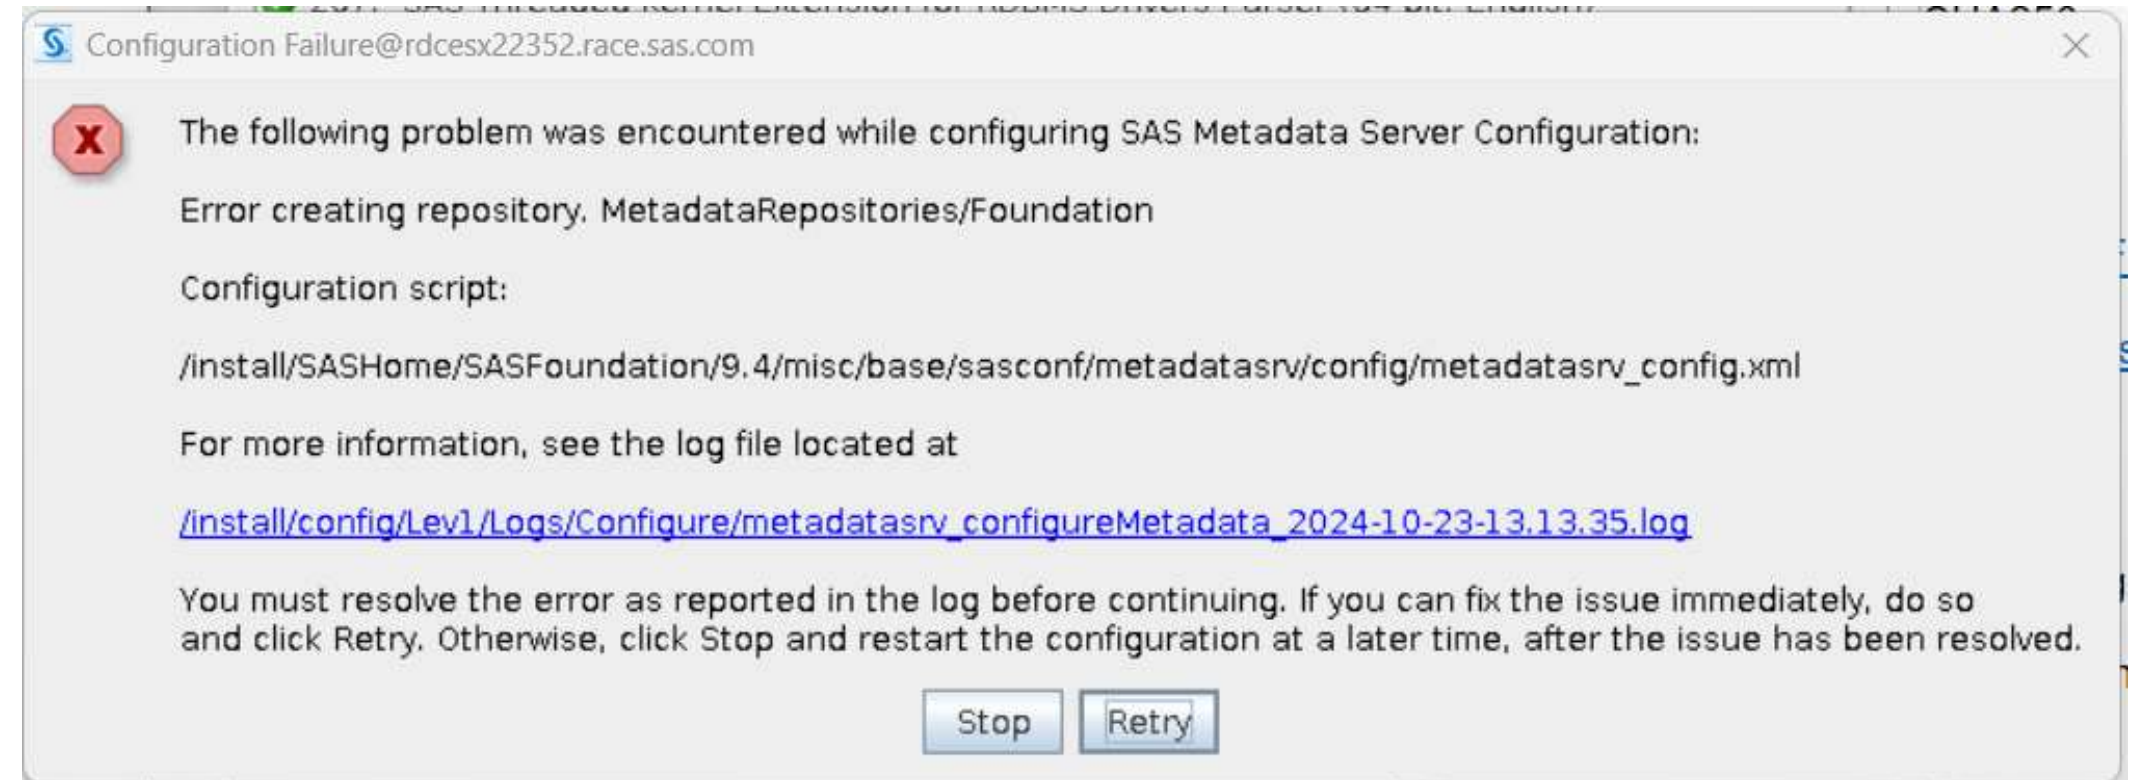 Configuration Failure@rdcesx22352.race.sas.com
The following problem was encountered while configuring SAS Metadata Server Configuration:
Error creating repository. MetadataRepositories/Foundation
Configuration script:
/install/SASHome/SASFoundation/9.4/misc/base/sasconf/metadatasrv/config/metadatasrv_config.xml
For more information, see the log file located at
/install/config/Lev1/Logs/Configure/metadatasrv_configureMetadata_2024-10-23-13.13.35.log
You must resolve the error as reported in the log before continuing. If you can fix the issue immediately, do so
and click Retry. Otherwise, click Stop and restart the configuration at a later time, after the issue has been resolved.
Stop
Retry